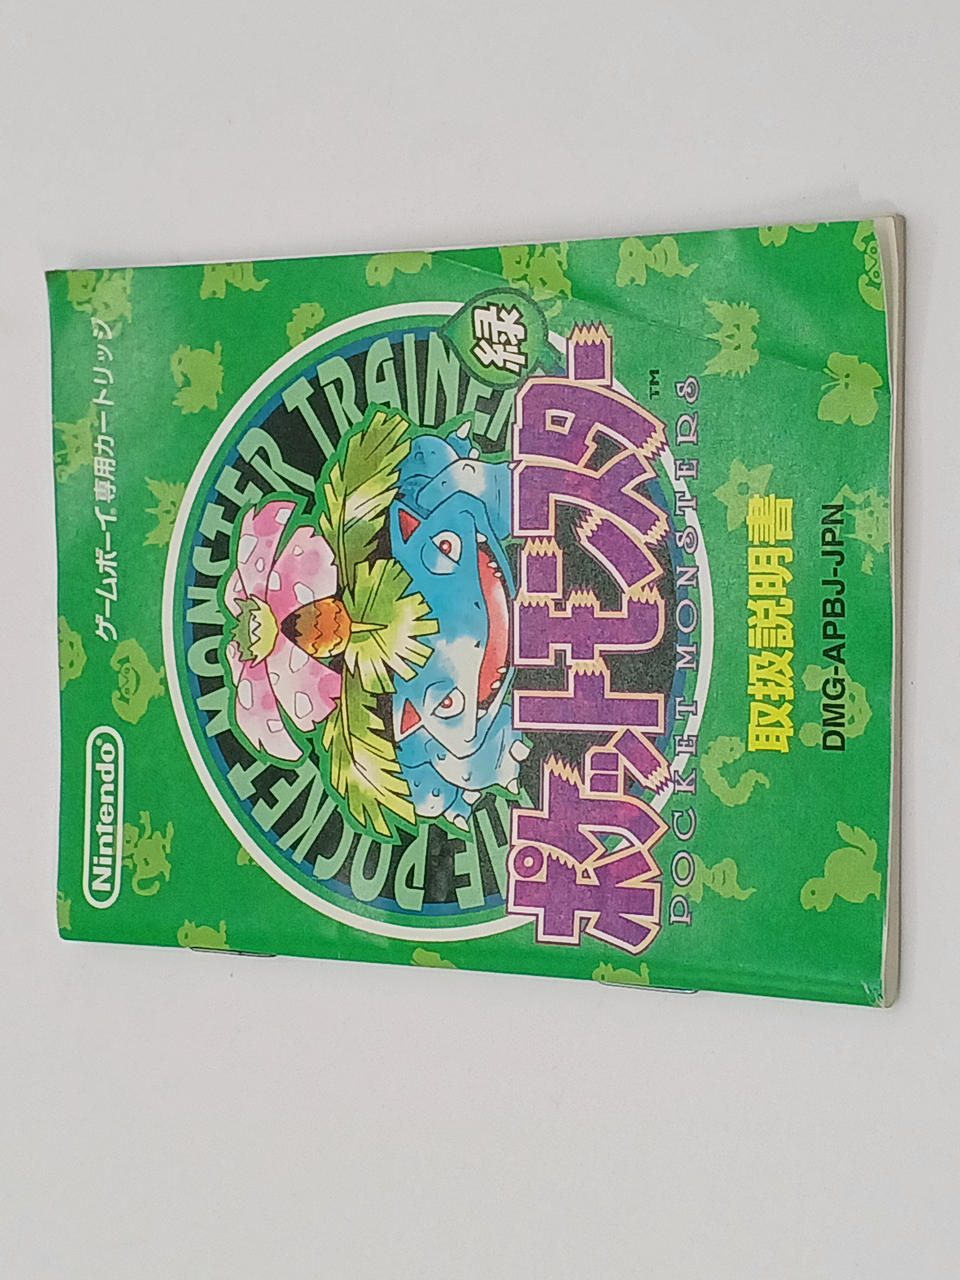 Nintendo®
ゲームボーイ®専用カートリッジ
THE POCKET MONSTER TRAINER
緑
ポケットモンスター
TM
POCKET MONSTERS
取扱説明書
DMG-APBJ-JPN